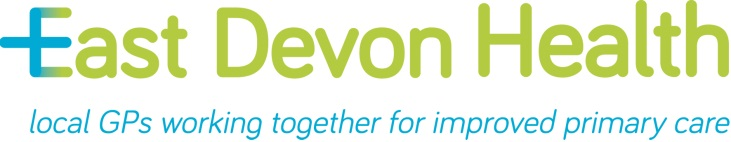 East Devon Health
local GPs working together for improved primary care